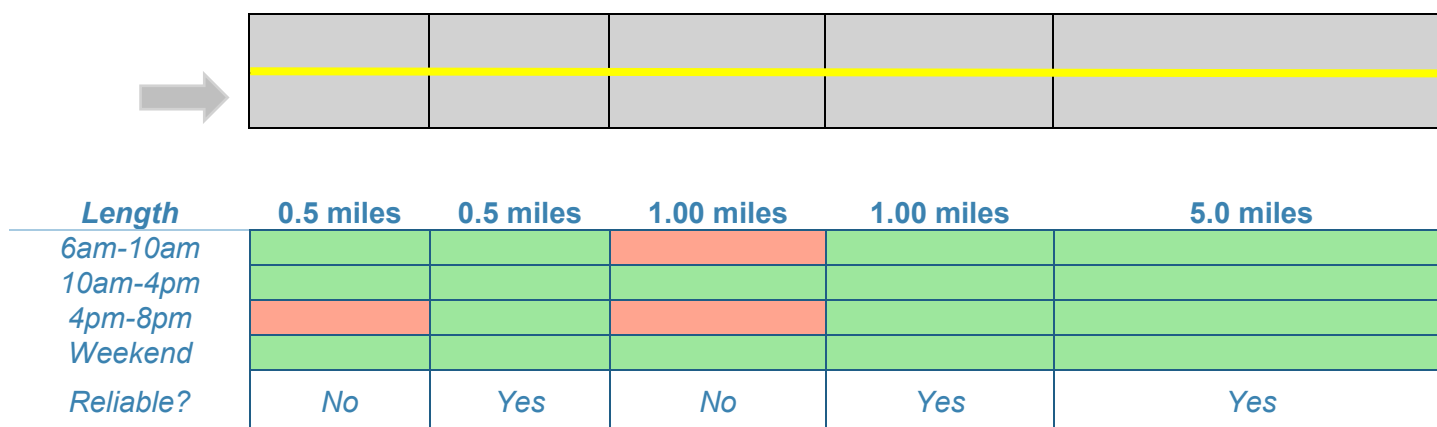 Length 0.5 miles 0.5 miles 1.00 miles 1.00 miles 5.0 miles
6am-10am
10am-4pm
4pm-8pm
Weekend
Reliable? No Yes No Yes Yes